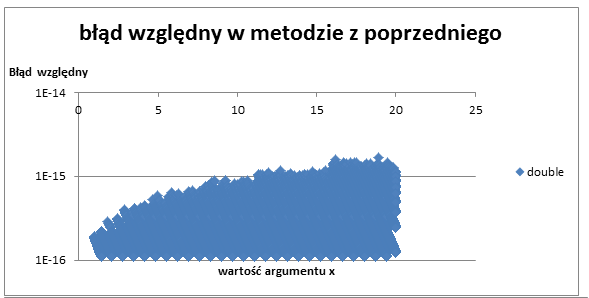 błąd względny w metodzie z poprzedniego
Błąd względny
1E-14
0 5 10 15 20 25
1E-15
double
1E-16
wartość argumentu x